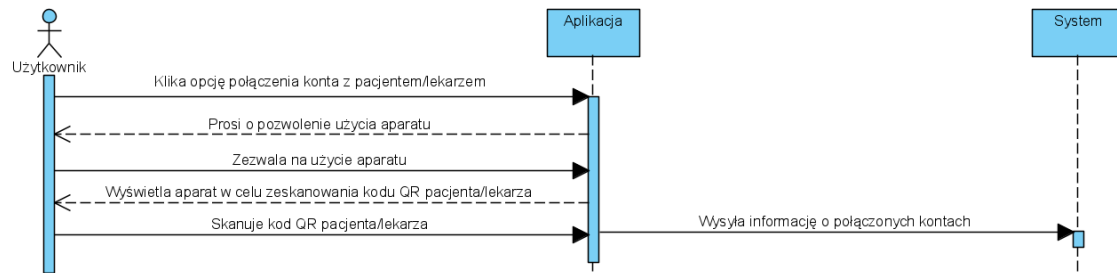 Aplikacja
System
Użytkownik
Klika opcję połączenia konta z pacjentem/lekarzem
Prosi o pozwolenie użycia aparatu
Zezwala na użycie aparatu
Wyświetla aparat w celu zeskanowania kodu QR pacjenta/lekarza
Skanuje kod QR pacjenta/lekarza
Wysyła informację o połączonych kontach